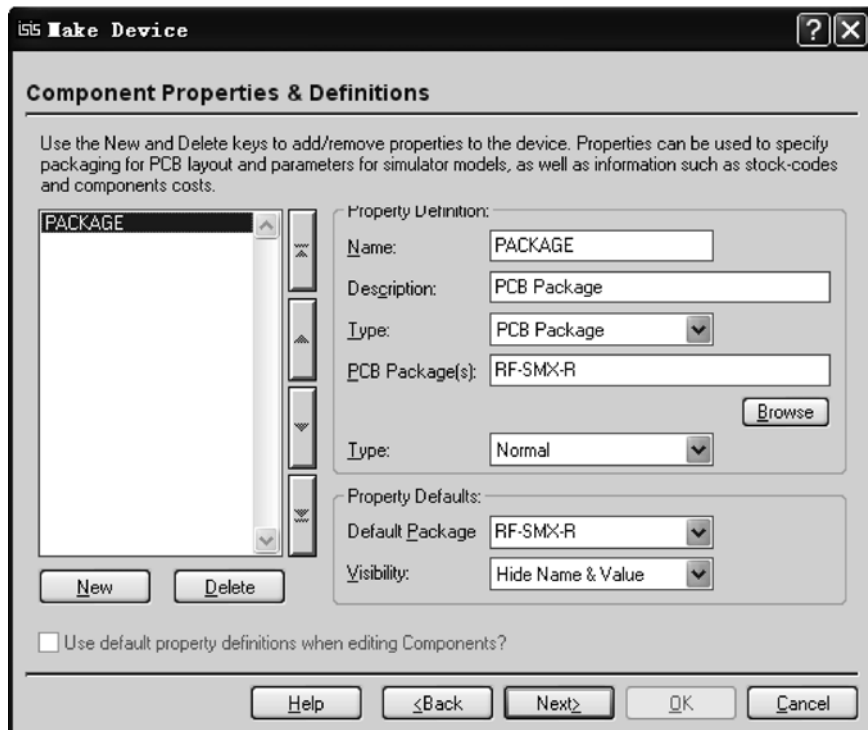 isis Make Device
Component Properties & Definitions
Use the New and Delete keys to add/remove properties to the device. Properties can be used to specify
packaging for PCB layout and parameters for simulator models, as well as information such as stock-codes
and components costs.
PACKAGE
Property Definition:
Name: PACKAGE
Description: PCB Package
Type: PCB Package
PCB Package(s): RF-SMX-R
Browse
Type: Normal
Property Defaults:
Default Package RF-SMX-R
Visibility: Hide Name & Value
New Delete
Use default property definitions when editing Components?
Help <Back Next> OK Cancel